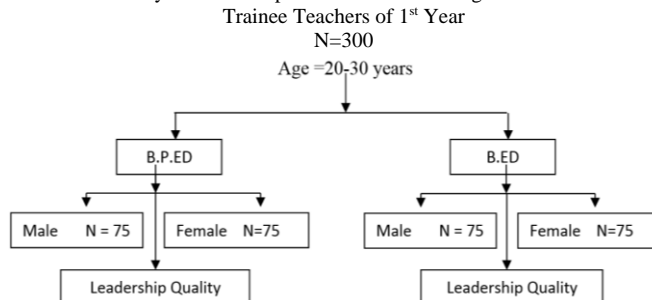 Trainee Teachers of 1st Year
N=300
Age =20-30 years
B.P.ED B.ED
Male N = 75 Female N=75 Male N = 75 Female N=75
Leadership Quality Leadership Quality